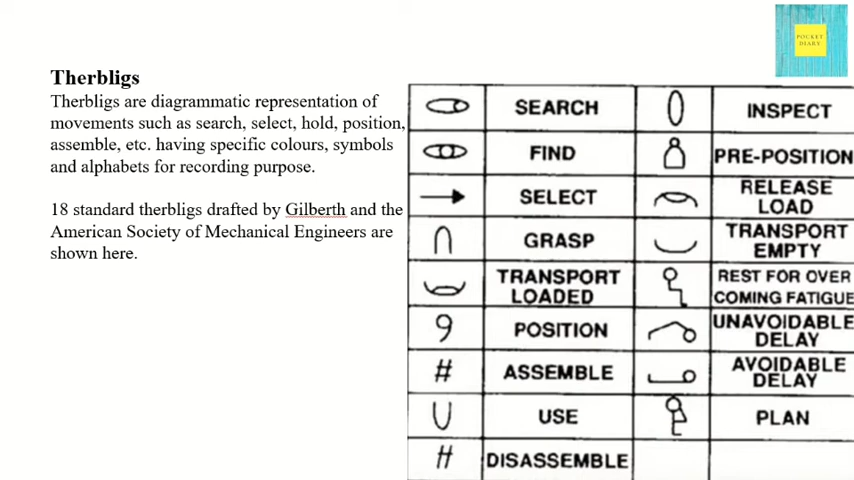 POCKET
DIARY
Therbligs
Therbligs are diagrammatic representation of
movements such as search, select, hold, position,
assemble, etc. having specific colours, symbols
and alphabets for recording purpose.
18 standard therbligs drafted by Gilberth and the
American Society of Mechanical Engineers are
shown here.
SEARCH
INSPECT
FIND
PRE-POSITION
SELECT
RELEASE
LOAD
GRASP
TRANSPORT
EMPTY
TRANSPORT
LOADED
REST FOR OVER
COMING FATIGUE
9
POSITION
UNAVOIDABLE
DELAY
#
ASSEMBLE
AVOIDABLE
DELAY
U
USE
PLAN
DISASSEMBLE